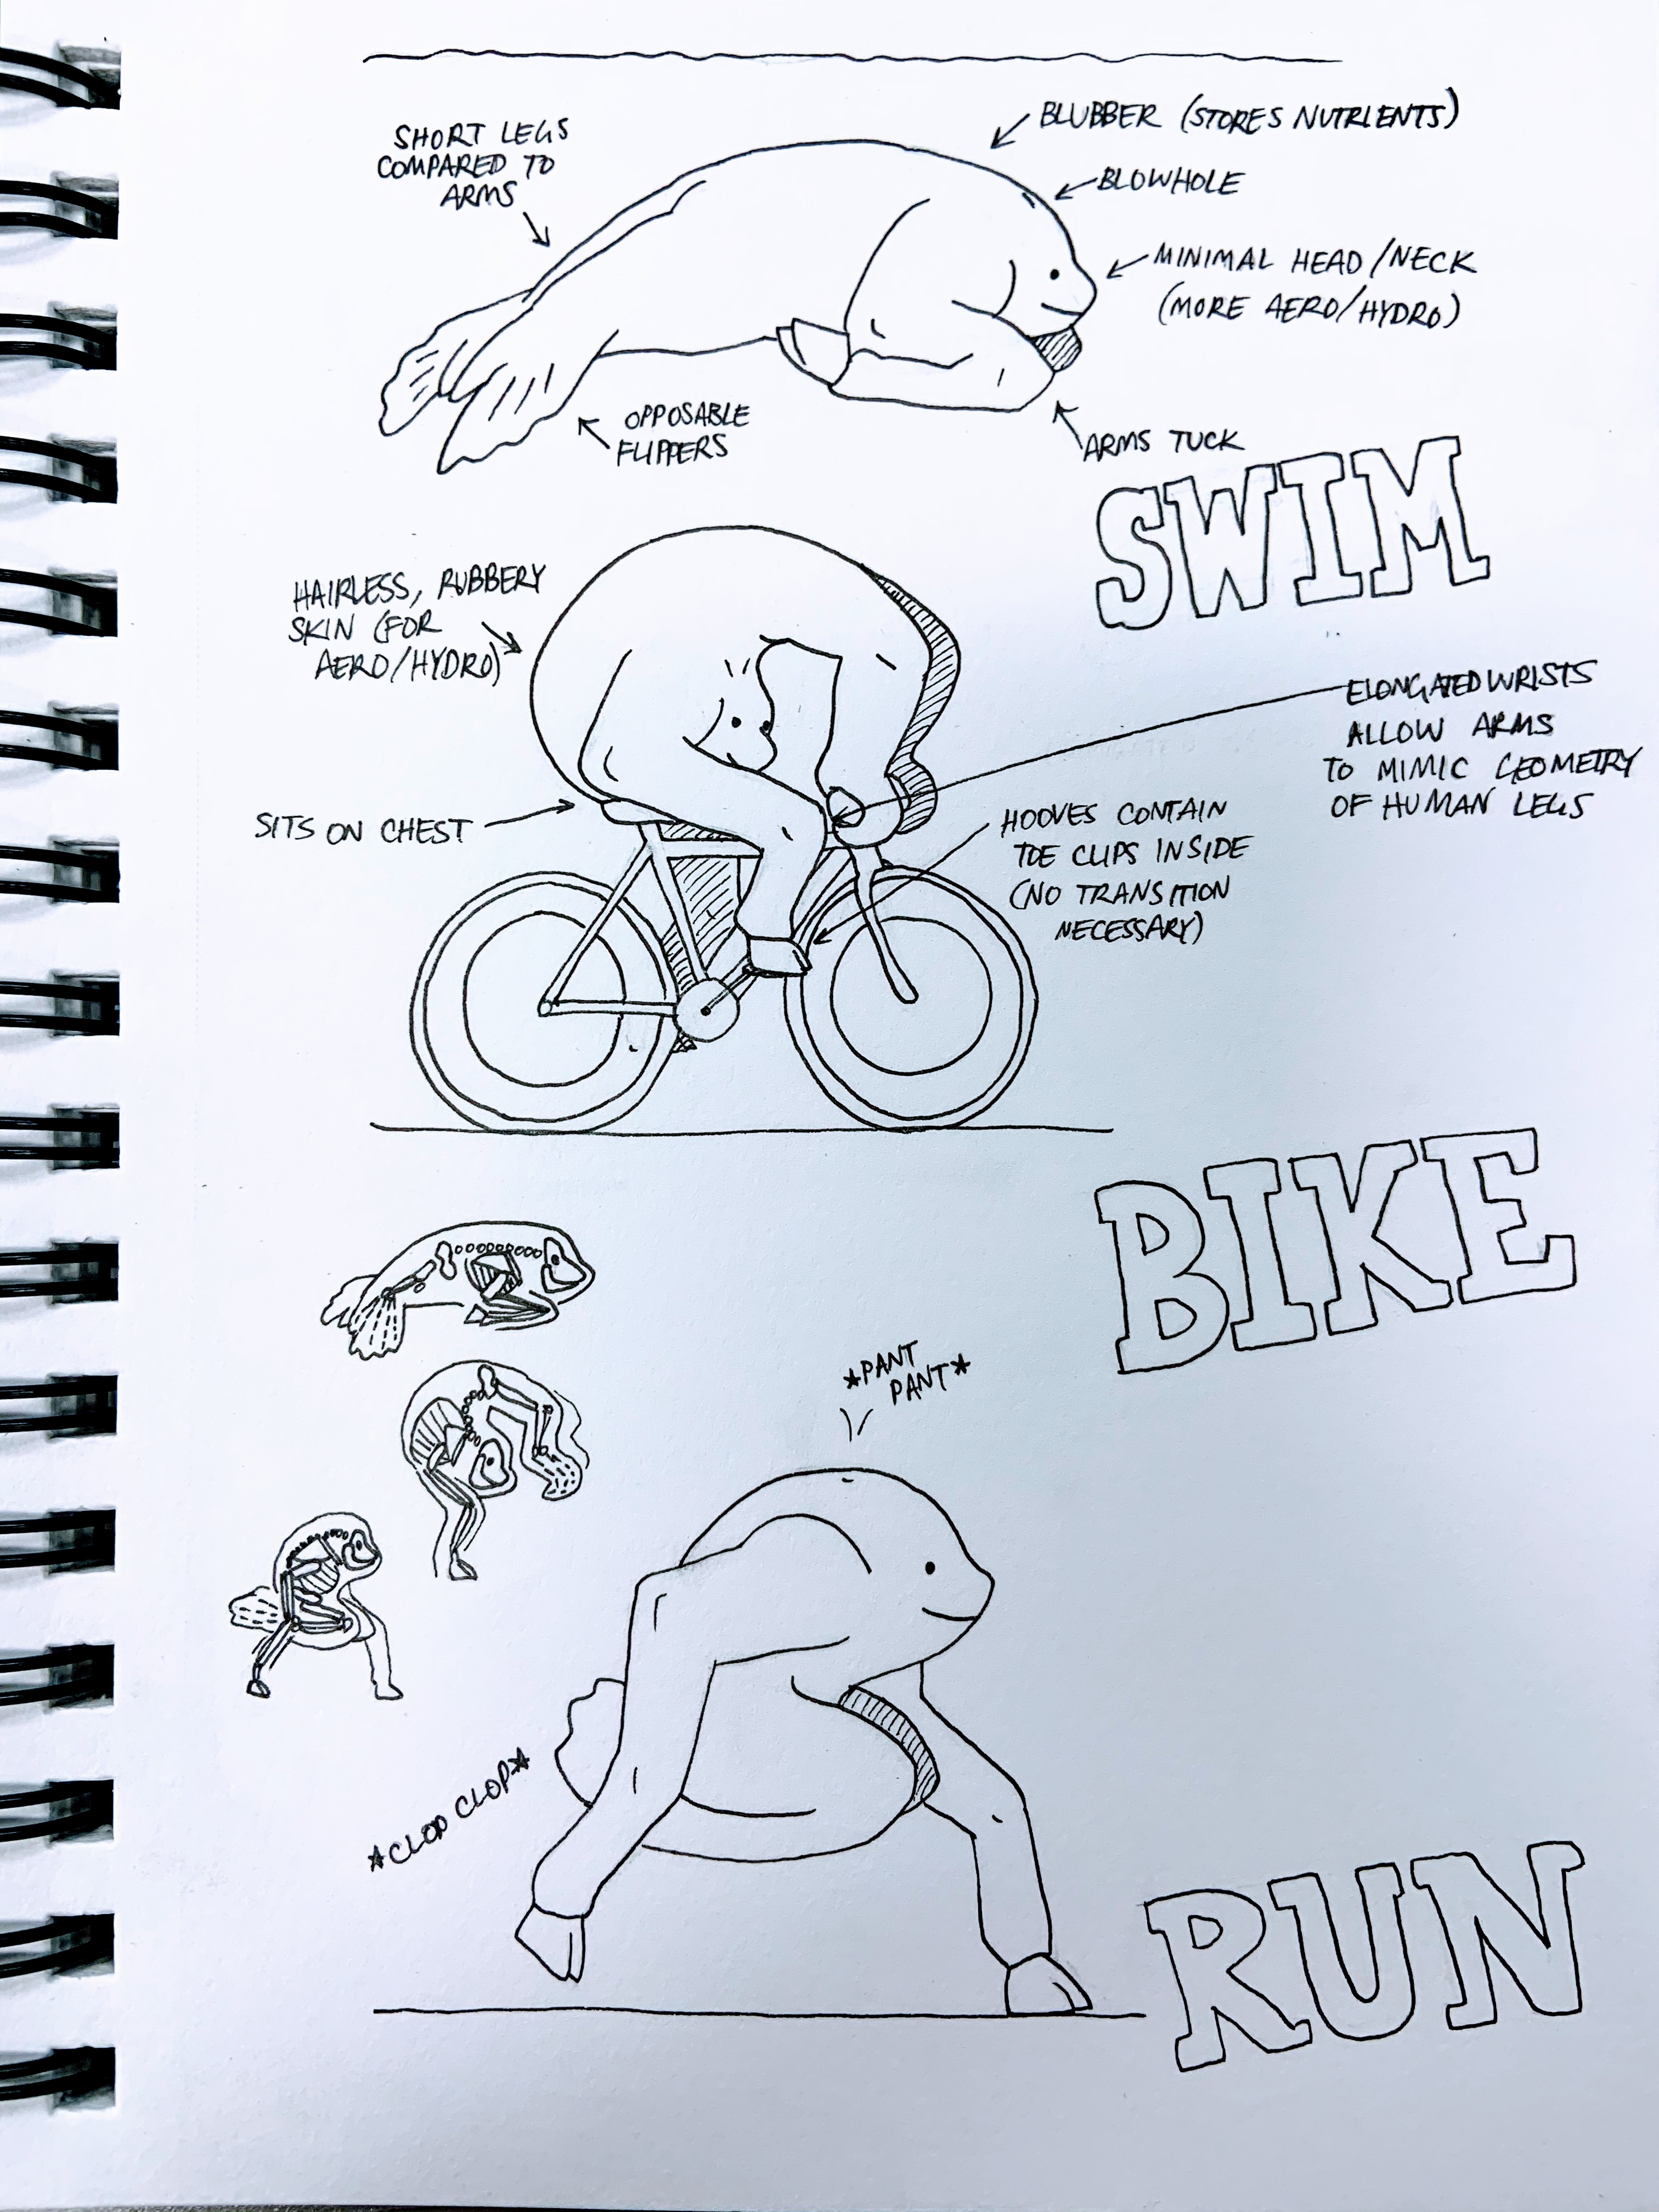 SHORT LEGS
COMPARED TO
ARMS
BLUBBER (STORES NUTRIENTS)
BLOWHOLE
MINIMAL HEAD/NECK
(MORE AERO/HYDRO)
OPPOSABLE
FLIPPERS
ARMS TUCK
SWIM
HAIRLESS, RUBBERY
SKIN (FOR
AERO/HYDRO)
ELONGATED WRISTS
ALLOW ARMS
TO MIMIC GEOMETRY
OF HUMAN LEGS
SITS ON CHEST
HOOVES CONTAIN
TOE CLIPS INSIDE
(NO TRANSITION
NECESSARY)
BIKE
*PANT
PANT*
*CLOP CLOP*
RUN